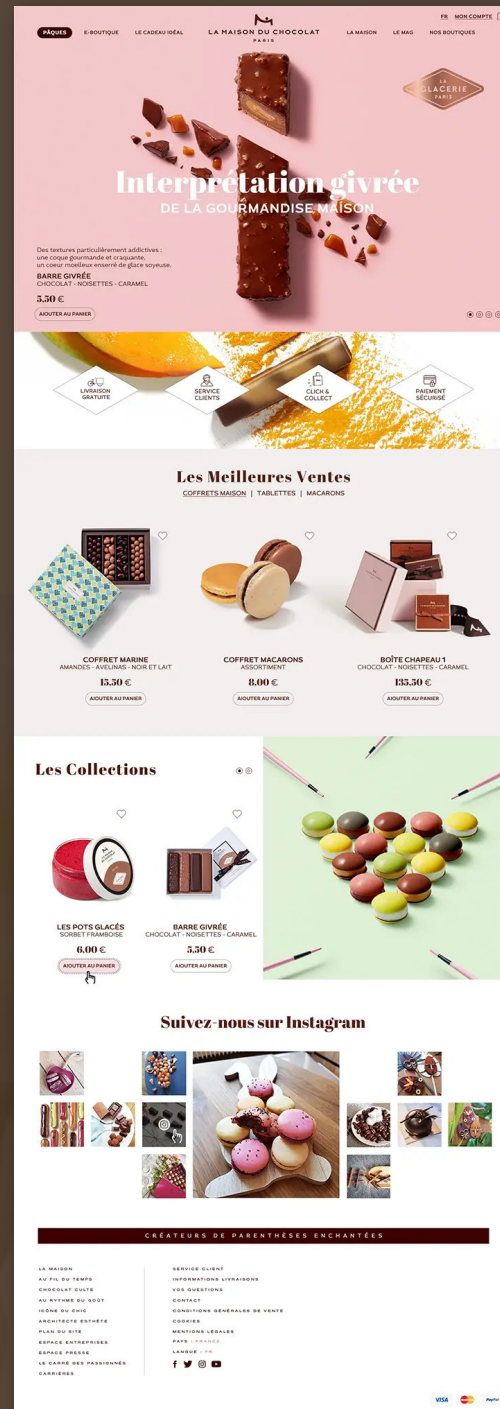 FR MON COMPTE
PÂQUES E-BOUTIQUE LE CADEAU IDÉAL LA MAISON DU CHOCOLAT LA MAISON LE MAG NOS BOUTIQUES
PARIS
LA
GLACERIE
PARIS
Interprétation givrée
DE LA GOURMANDISE MAISON
Des textures particulièrement addictives :
une coque gourmande et craquante,
un coeur moelleux enserré de glace soyeuse.
BARRE GIVRÉE
CHOCOLAT - NOISETTES - CARAMEL
5,50 €
AJOUTER AU PANIER
LIVRAISON
GRATUITE
SERVICE
CLIENTS
CLICK &
COLLECT
PAIEMENT
SÉCURISÉ
Les Meilleures Ventes
COFFRETS MAISON | TABLETTES | MACARONS
COFFRET MARINE
AMANDES - AVELINAS - NOIR ET LAIT
15,50 €
AJOUTER AU PANIER
COFFRET MACARONS
ASSORTIMENT
8,00 €
AJOUTER AU PANIER
BOÎTE CHAPEAU 1
CHOCOLAT - NOISETTES - CARAMEL
135,50 €
AJOUTER AU PANIER
Les Collections
LES POTS GLACÉS
SORBET FRAMBOISE
6,00 €
AJOUTER AU PANIER
BARRE GIVRÉE
CHOCOLAT - NOISETTES - CARAMEL
5,50 €
AJOUTER AU PANIER
Suivez-nous sur Instagram
CRÉATEURS DE PARENTHÈSES ENCHANTÉES
LA MAISON
AU FIL DU TEMPS
CHOCOLAT CULTE
AU RYTHME DU GOÛT
ICÔNE DU CHIC
ARCHITECTE ESTHÈTE
PLAN DU SITE
ESPACE ENTREPRISES
ESPACE PRESSE
LE CARRÉ DES PASSIONNÉS
CARRIÈRES
SERVICE CLIENT
INFORMATIONS LIVRAISONS
VOS QUESTIONS
CONTACT
CONDITIONS GÉNÉRALES DE VENTE
COOKIES
MENTIONS LÉGALES
PAYS : FRANCE
LANGUE : FR
VISA
PayPal